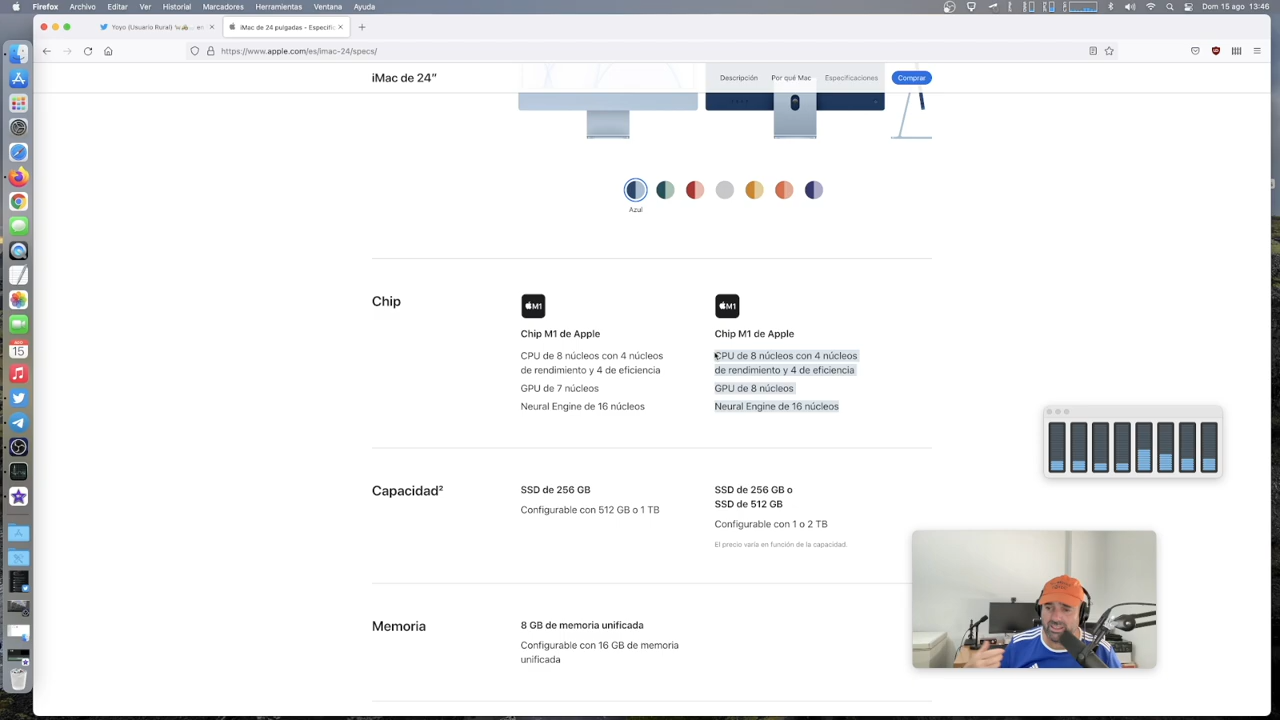 Firefox Archivo Editar Ver Historial Marcadores Herramientas Ventana Ayuda
Dom 15 ago 13:46
Yoyo (Usuario Rural)
iMac de 24 pulgadas - Especific
https://www.apple.com/es/imac-24/specs/
iMac de 24"
Descripción Por qué Mac Especificaciones Comprar
Azul
Chip
M1
Chip M1 de Apple
CPU de 8 núcleos con 4 núcleos
de rendimiento y 4 de eficiencia
GPU de 7 núcleos
Neural Engine de 16 núcleos
M1
Chip M1 de Apple
CPU de 8 núcleos con 4 núcleos
de rendimiento y 4 de eficiencia
GPU de 8 núcleos
Neural Engine de 16 núcleos
Capacidad²
SSD de 256 GB
Configurable con 512 GB o 1 TB
SSD de 256 GB o
SSD de 512 GB
Configurable con 1 o 2 TB
El precio varía en función de la capacidad.
Memoria
8 GB de memoria unificada
Configurable con 16 GB de memoria
unificada
15